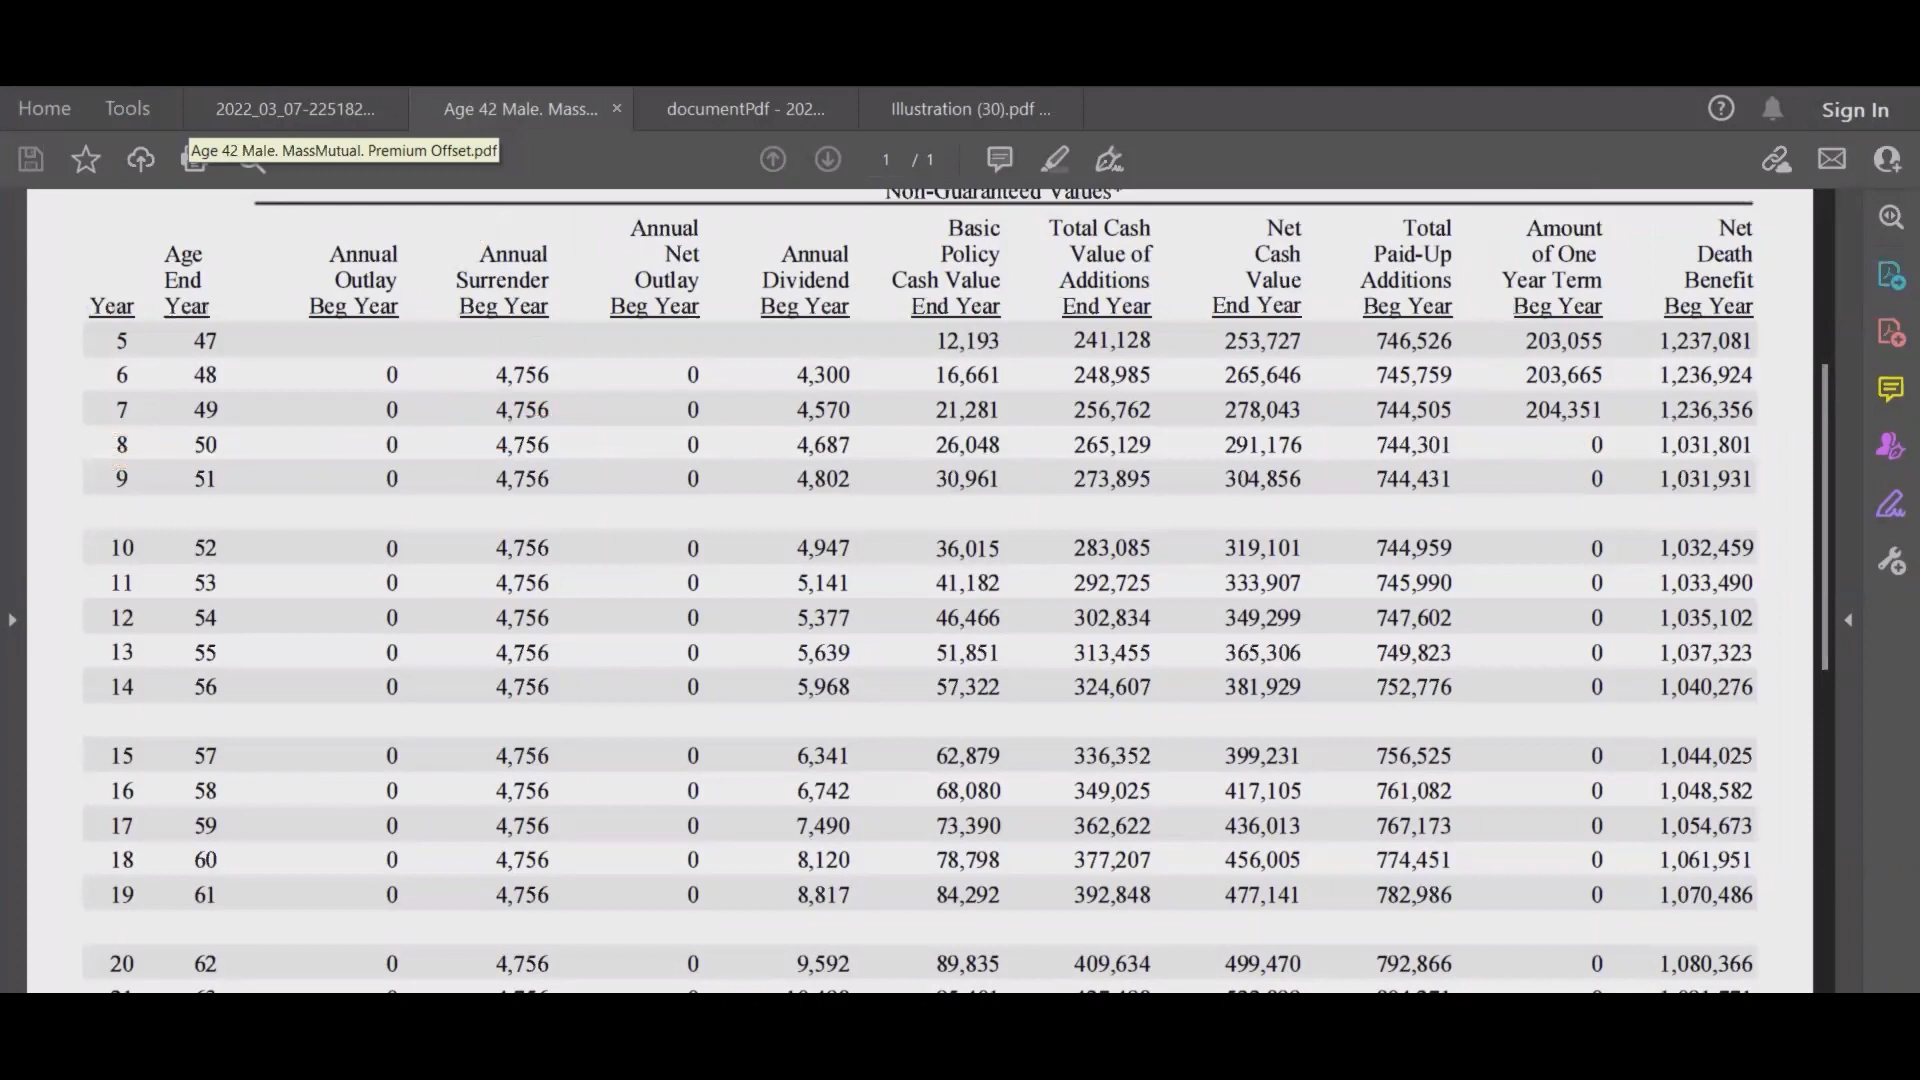 Home Tools 2022_03_07-225182... Age 42 Male. Mass... × documentPdf - 202... Illustration (30).pdf ... Sign In
Age 42 Male. MassMutual. Premium Offset.pdf
1 / 1
Non-Guaranteed Values*
Annual Basic Total Cash Net Total Amount Net
Age Annual Annual Net Annual Policy Value of Cash Paid-Up of One Death
End Outlay Surrender Outlay Dividend Cash Value Additions Value Additions Year Term Benefit
Year Year Beg Year Beg Year Beg Year Beg Year End Year End Year End Year Beg Year Beg Year Beg Year
5 47 12,193 241,128 253,727 746,526 203,055 1,237,081
6 48 0 4,756 0 4,300 16,661 248,985 265,646 745,759 203,665 1,236,924
7 49 0 4,756 0 4,570 21,281 256,762 278,043 744,505 204,351 1,236,356
8 50 0 4,756 0 4,687 26,048 265,129 291,176 744,301 0 1,031,801
9 51 0 4,756 0 4,802 30,961 273,895 304,856 744,431 0 1,031,931
10 52 0 4,756 0 4,947 36,015 283,085 319,101 744,959 0 1,032,459
11 53 0 4,756 0 5,141 41,182 292,725 333,907 745,990 0 1,033,490
12 54 0 4,756 0 5,377 46,466 302,834 349,299 747,602 0 1,035,102
13 55 0 4,756 0 5,639 51,851 313,455 365,306 749,823 0 1,037,323
14 56 0 4,756 0 5,968 57,322 324,607 381,929 752,776 0 1,040,276
15 57 0 4,756 0 6,341 62,879 336,352 399,231 756,525 0 1,044,025
16 58 0 4,756 0 6,742 68,080 349,025 417,105 761,082 0 1,048,582
17 59 0 4,756 0 7,490 73,390 362,622 436,013 767,173 0 1,054,673
18 60 0 4,756 0 8,120 78,798 377,207 456,005 774,451 0 1,061,951
19 61 0 4,756 0 8,817 84,292 392,848 477,141 782,986 0 1,070,486
20 62 0 4,756 0 9,592 89,835 409,634 499,470 792,866 0 1,080,366